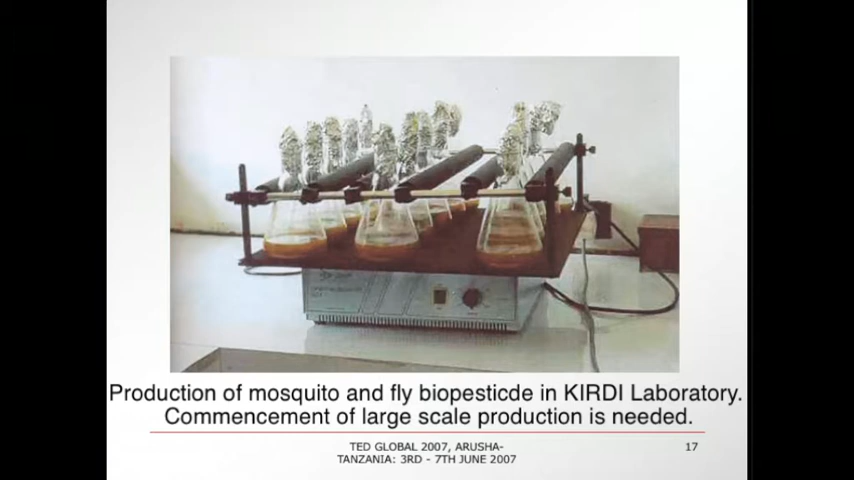 Production of mosquito and fly biopesticde in KIRDI Laboratory.
Commencement of large scale production is needed.
TED GLOBAL 2007, ARUSHA-
TANZANIA: 3RD - 7TH JUNE 2007
17